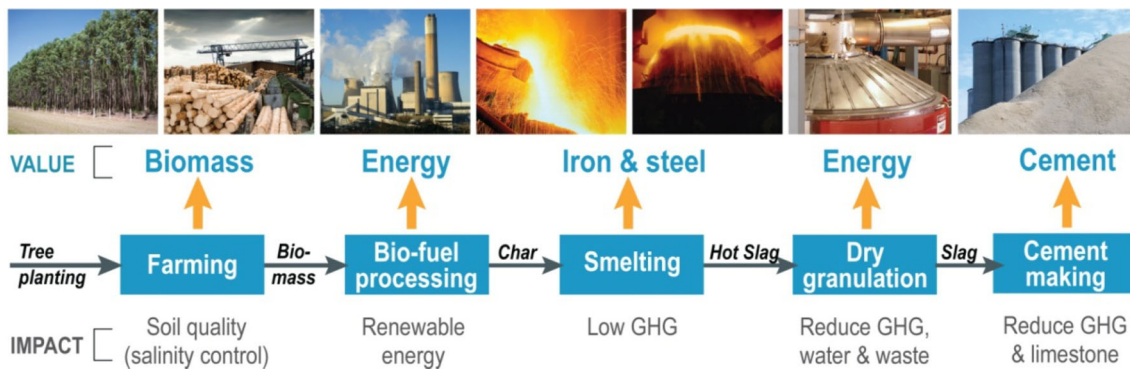 VALUE
Biomass
Energy
Iron & steel
Energy
Cement
Tree
planting
Farming
Bio-
mass
Bio-fuel
processing
Char
Smelting
Hot Slag
Dry
granulation
Slag
Cement
making
IMPACT
Soil quality
(salinity control)
Renewable
energy
Low GHG
Reduce GHG,
water & waste
Reduce GHG
& limestone